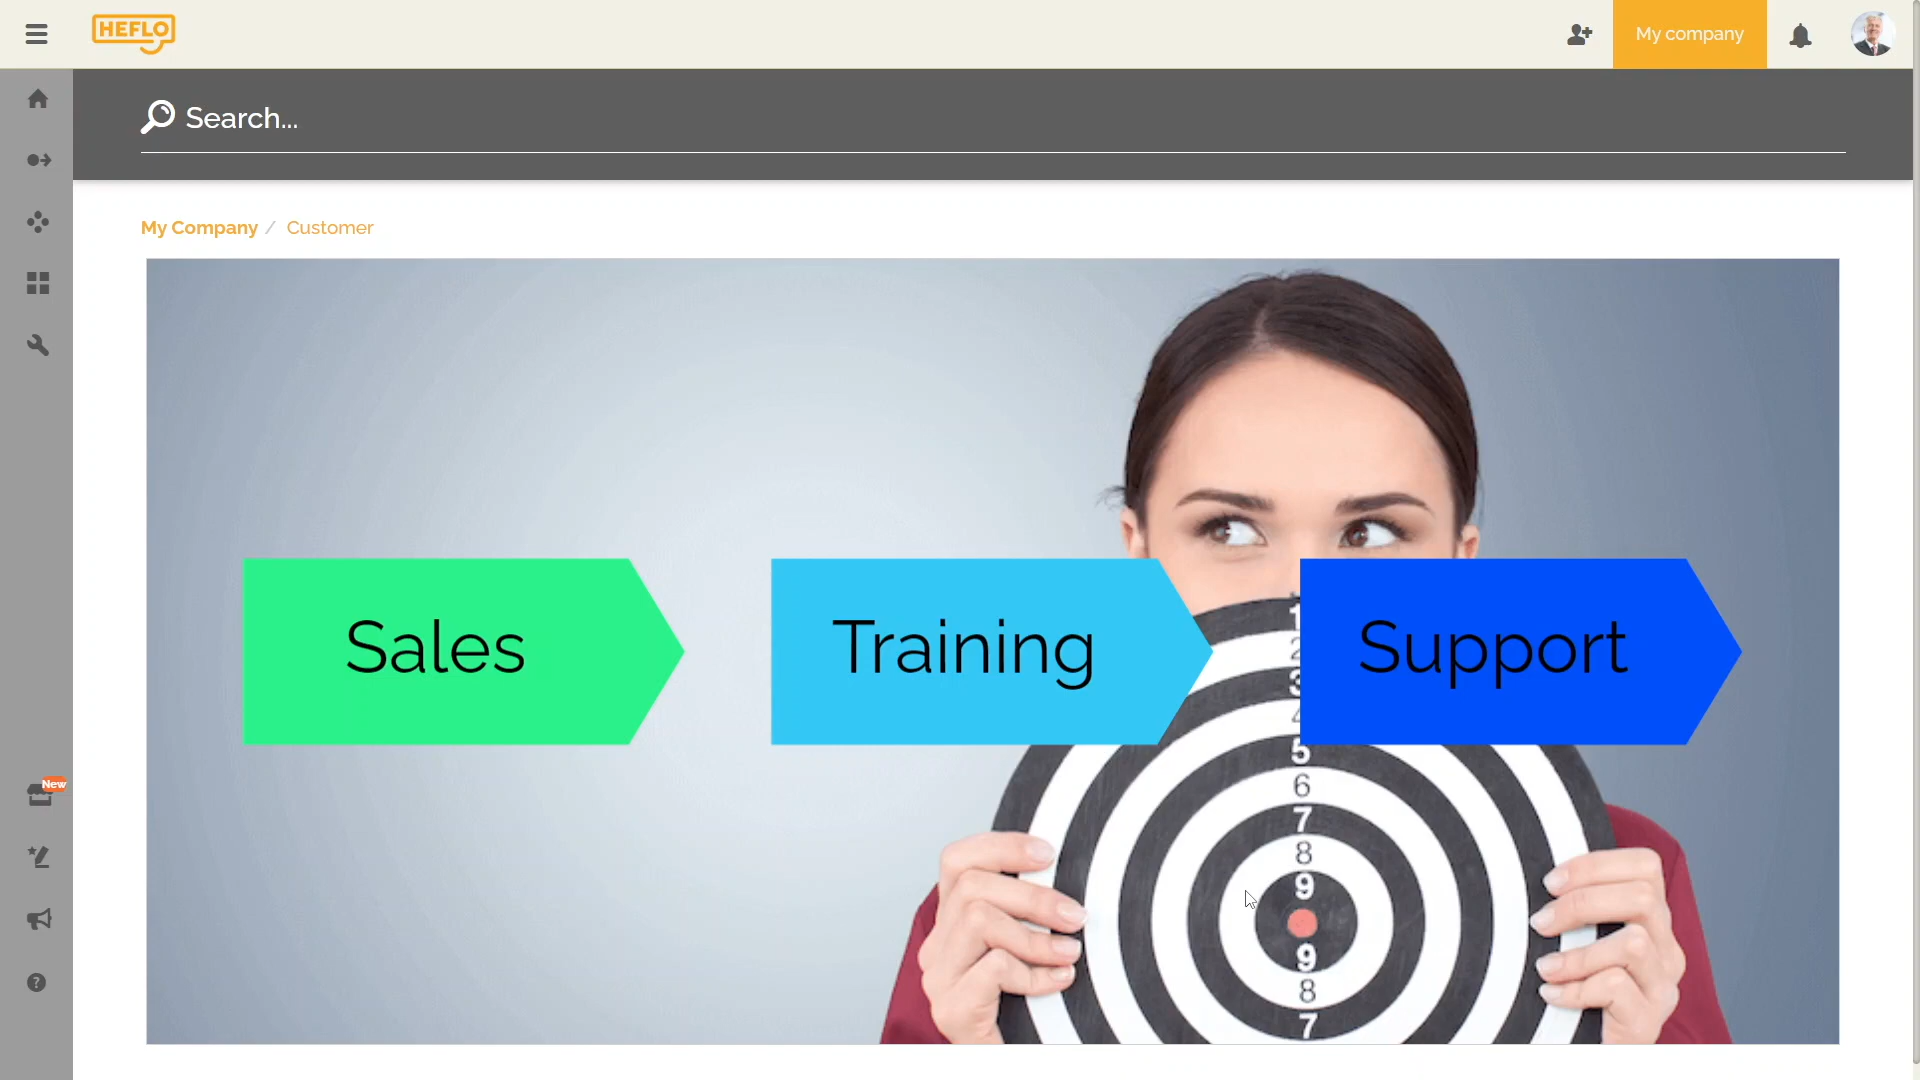 HEFLO
My company
Search...
My Company / Customer
Sales
Training
Support
1
2
3
4
5
6
7
8
9
9
8
7
New
?